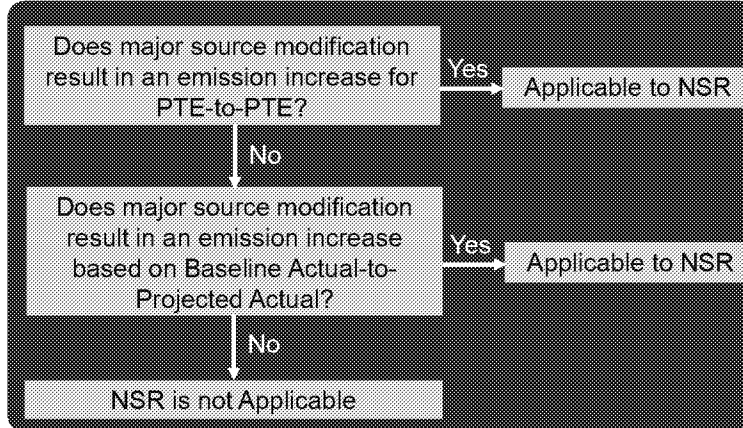 Does major source modification
result in an emission increase for
PTE-to-PTE?
Yes
Applicable to NSR
No
Does major source modification
result in an emission increase
based on Baseline Actual-to-
Projected Actual?
Yes
Applicable to NSR
No
NSR is not Applicable